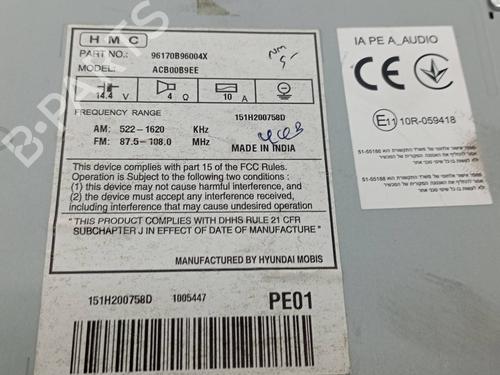 HMC
PART NO.: 96170B96004X
MODEL: ACB00B9EE
14.4 V 4 Ω 10 A
FREQUENCY RANGE 151H200758D
AM: 522-1620 KHz
FM: 87.5-108.0 MHz MADE IN INDIA
This device complies with part 15 of the FCC Rules.
Operation is Subject to the following two conditions :
(1) this device may not cause harmful interference, and
(2) the device must accept any interference received,
including interference that may cause undesired operation
" THIS PRODUCT COMPLIES WITH DHHS RULE 21 CFR
SUBCHAPTER J IN EFFECT OF DATE OF MANUFACTURE "
MANUFACTURED BY HYUNDAI MOBIS
151H200758D 1005447 PE01
IA PE A_AUDIO
CE
E11 10R-059418
51-55188
51-55188
B-Parts